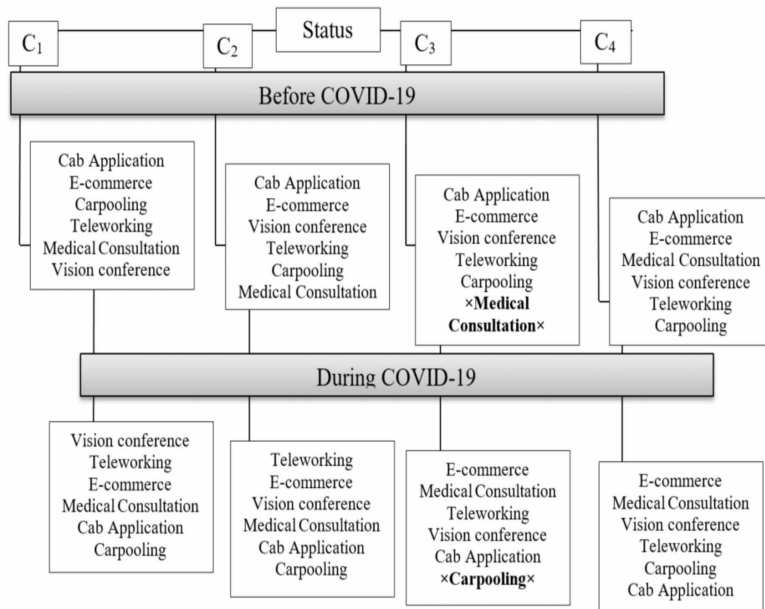 C1
Status
C2
C3
C4
Before COVID-19
Cab Application
E-commerce
Carpooling
Teleworking
Medical Consultation
Vision conference
Cab Application
E-commerce
Vision conference
Teleworking
Carpooling
Medical Consultation
Cab Application
E-commerce
Vision conference
Teleworking
Carpooling
×Medical
Consultation×
Cab Application
E-commerce
Medical Consultation
Vision conference
Teleworking
Carpooling
During COVID-19
Vision conference
Teleworking
E-commerce
Medical Consultation
Cab Application
Carpooling
Teleworking
E-commerce
Vision conference
Medical Consultation
Cab Application
Carpooling
E-commerce
Medical Consultation
Teleworking
Vision conference
Cab Application
×Carpooling×
E-commerce
Medical Consultation
Vision conference
Teleworking
Carpooling
Cab Application